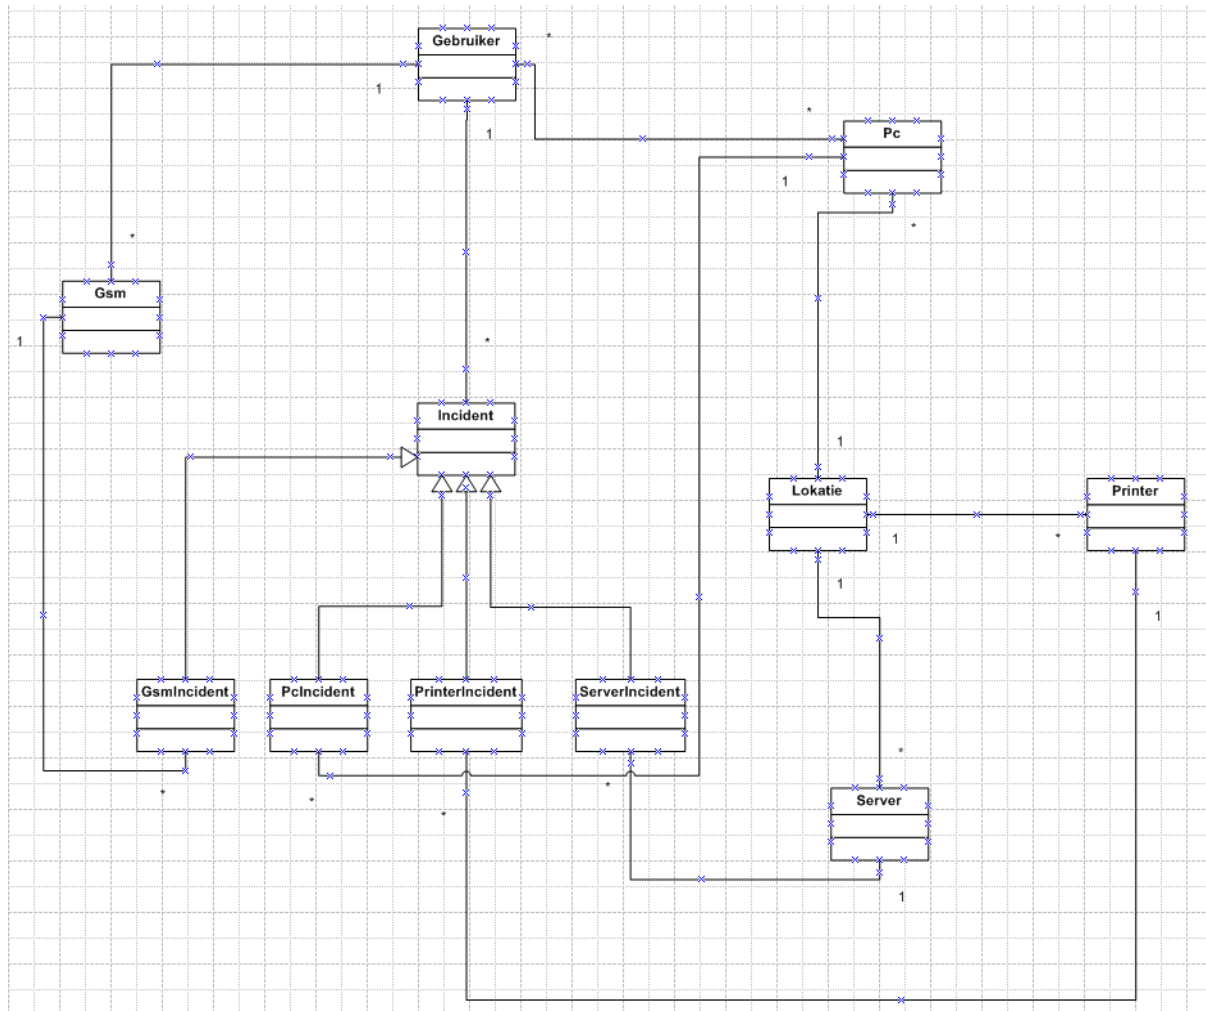 Gebruiker
*
1
1
*
Pc
1
*
*
Gsm
1
*
Incident
1
Lokatie
Printer
1
*
1
1
GsmIncident
PcIncident
PrinterIncident
ServerIncident
*
*
*
*
*
Server
1